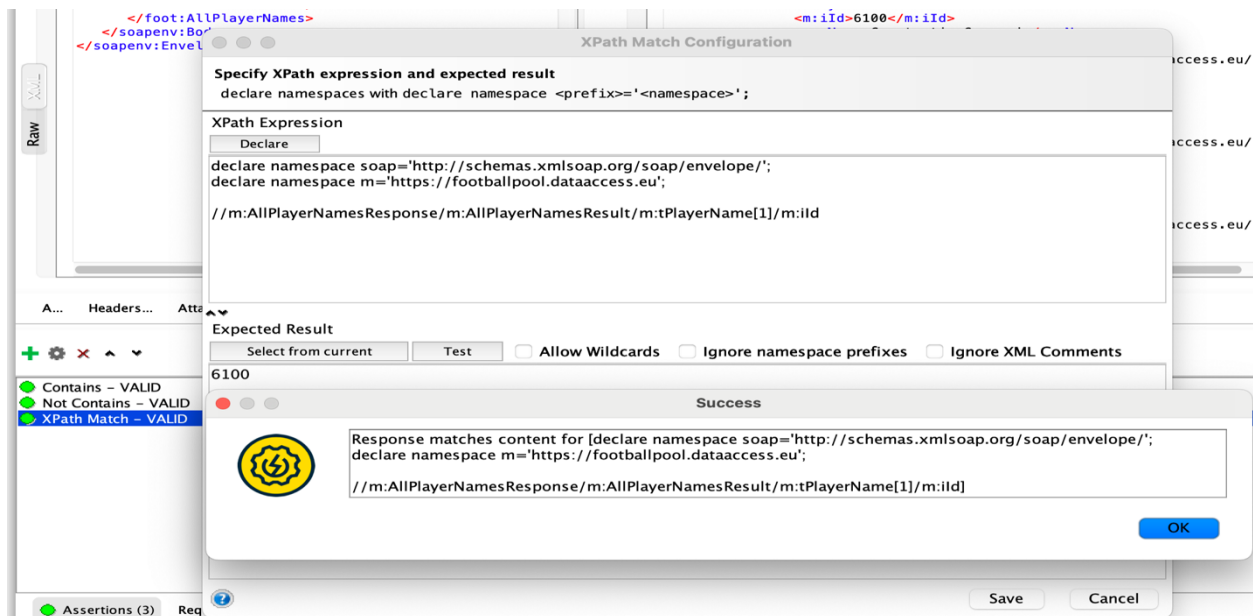 </foot:AllPlayerNames>
</soapenv:Bod
</soapenv:Envel
<m:iId>6100</m:iId>
XML
Raw
ccess.eu/
ccess.eu/
ccess.eu/
XPath Match Configuration
Specify XPath expression and expected result
declare namespaces with declare namespace <prefix>='<namespace>';
XPath Expression
Declare
declare namespace soap='http://schemas.xmlsoap.org/soap/envelope/';
declare namespace m='https://footballpool.dataaccess.eu';
//m:AllPlayerNamesResponse/m:AllPlayerNamesResult/m:tPlayerName[1]/m:iId
A... Headers... Atta
Expected Result
Select from current Test Allow Wildcards Ignore namespace prefixes Ignore XML Comments
6100
Contains – VALID
Not Contains – VALID
XPath Match – VALID
Success
Response matches content for [declare namespace soap='http://schemas.xmlsoap.org/soap/envelope/';
declare namespace m='https://footballpool.dataaccess.eu';
//m:AllPlayerNamesResponse/m:AllPlayerNamesResult/m:tPlayerName[1]/m:iId]
OK
Save Cancel
Assertions (3) Req